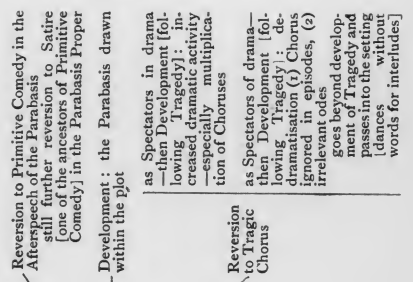 Reversion to Primitive Comedy in the
Afterspeech of the Parabasis
still further reversion to Satire
[one of the ancestors of Primitive
Comedy] in the Parabasis Proper
Development: the Parabasis drawn
within the plot
as Spectators in drama
—then Development [fol-
lowing Tragedy]: in-
creased dramatic activity
—especially multiplica-
tion of Choruses
Reversion
to Tragic
Chorus
as Spectators of drama—
then Development [fol-
lowing Tragedy]: de-
dramatisation (1) Chorus
ignored in episodes, (2)
irrelevant odes
goes beyond develop-
ment of Tragedy and
passes into the setting
[dances without
words for interludes]